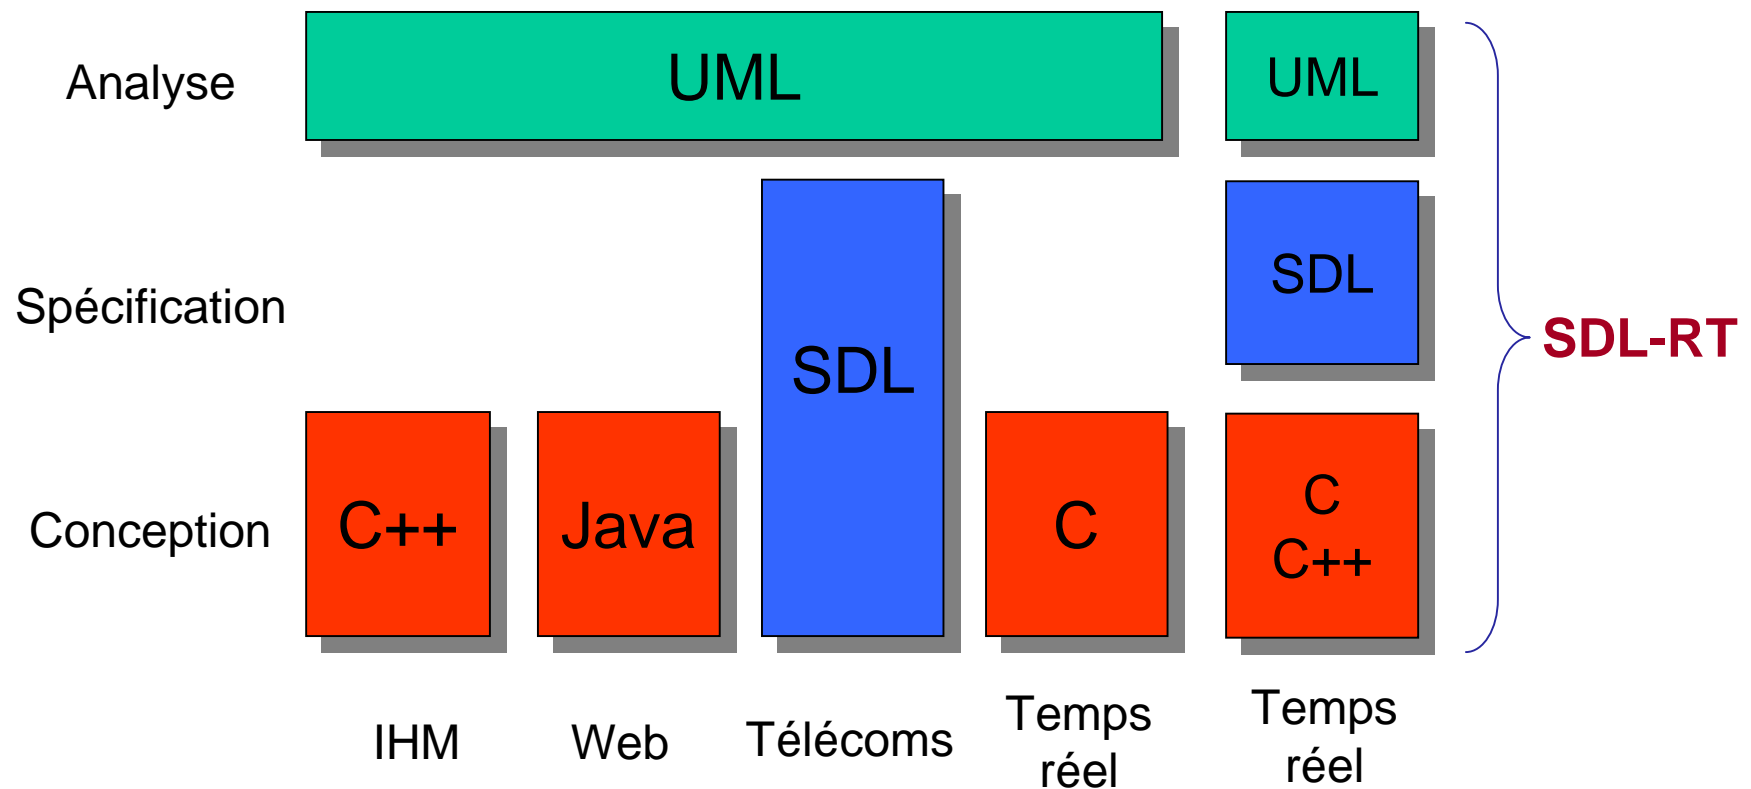 Analyse
UML
UML
Spécification
SDL
SDL
SDL-RT
Conception
C++
Java
C
C
C++
IHM
Web
Télécoms
Temps
réel
Temps
réel